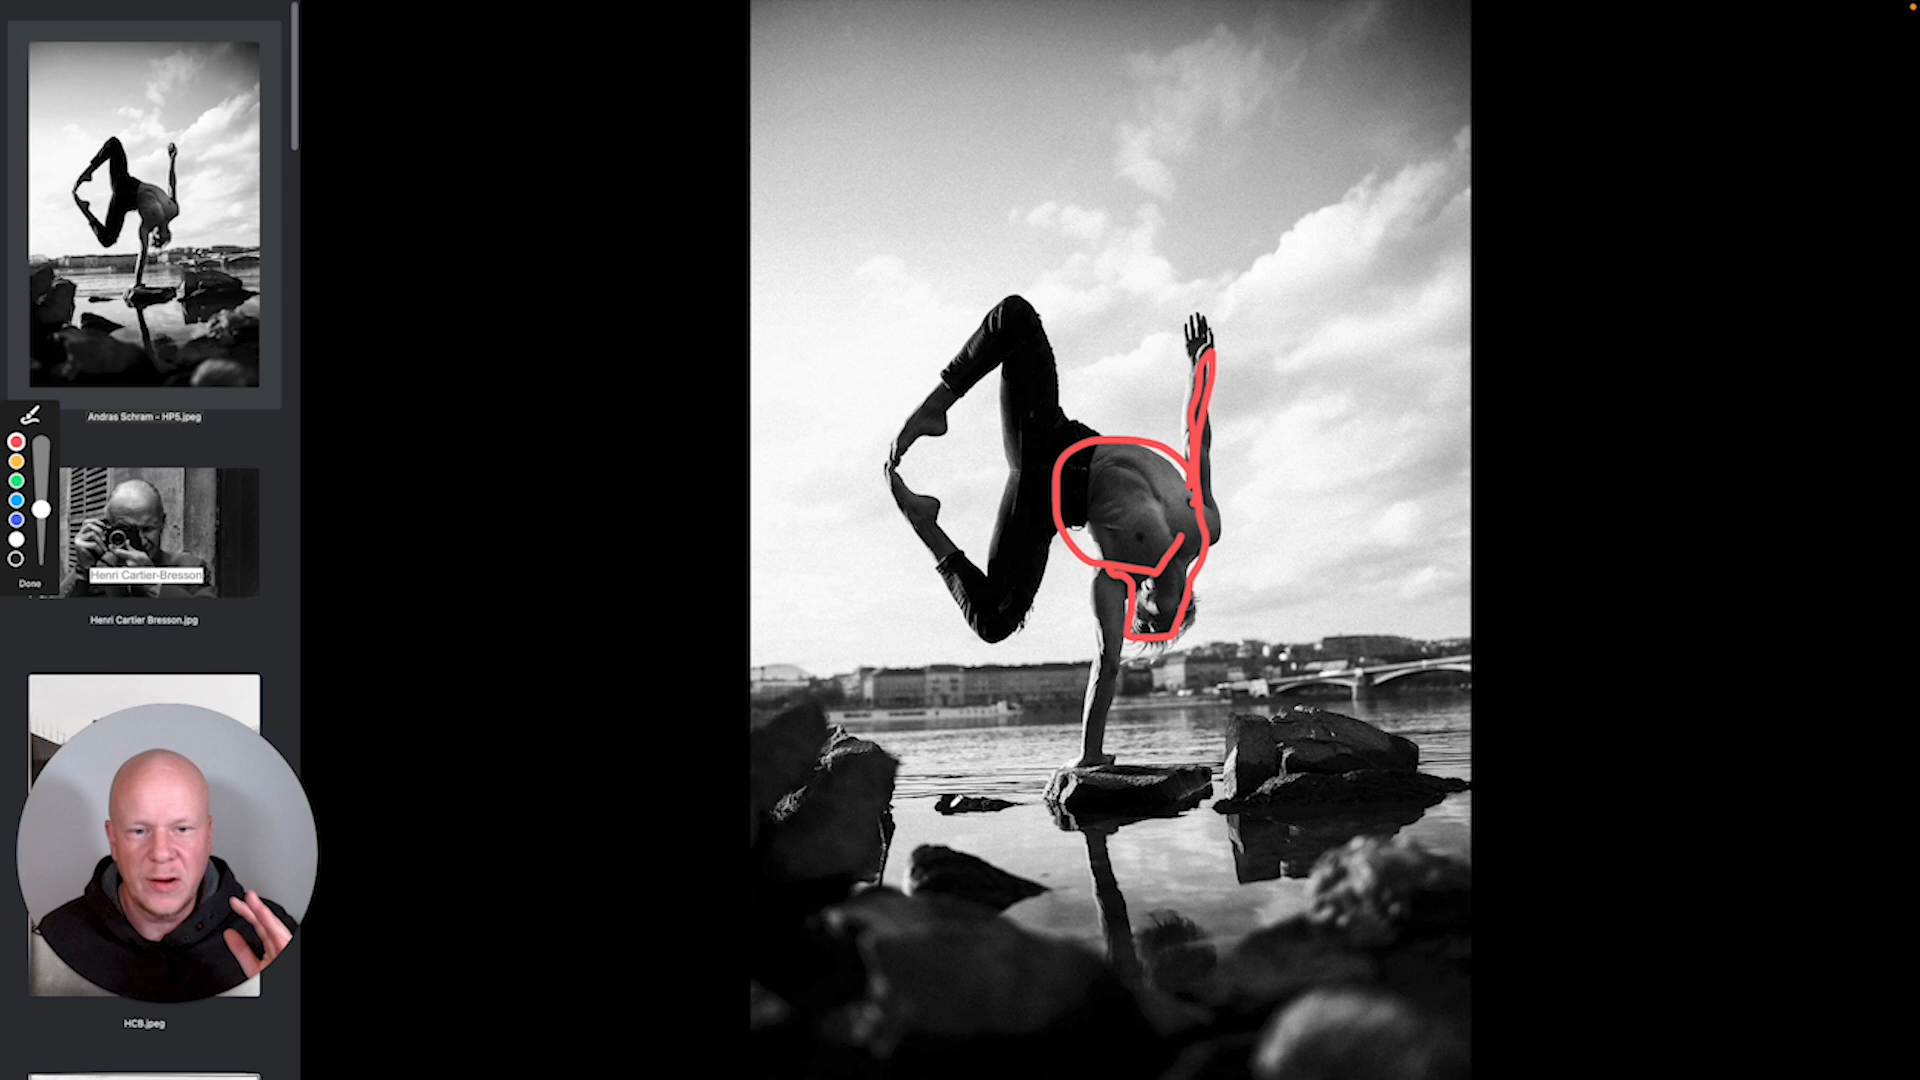 Andras Schram - HP5.jpeg
Done
Henri Cartier-Bresson
Henri Cartier Bresson.jpg
HCB.jpeg